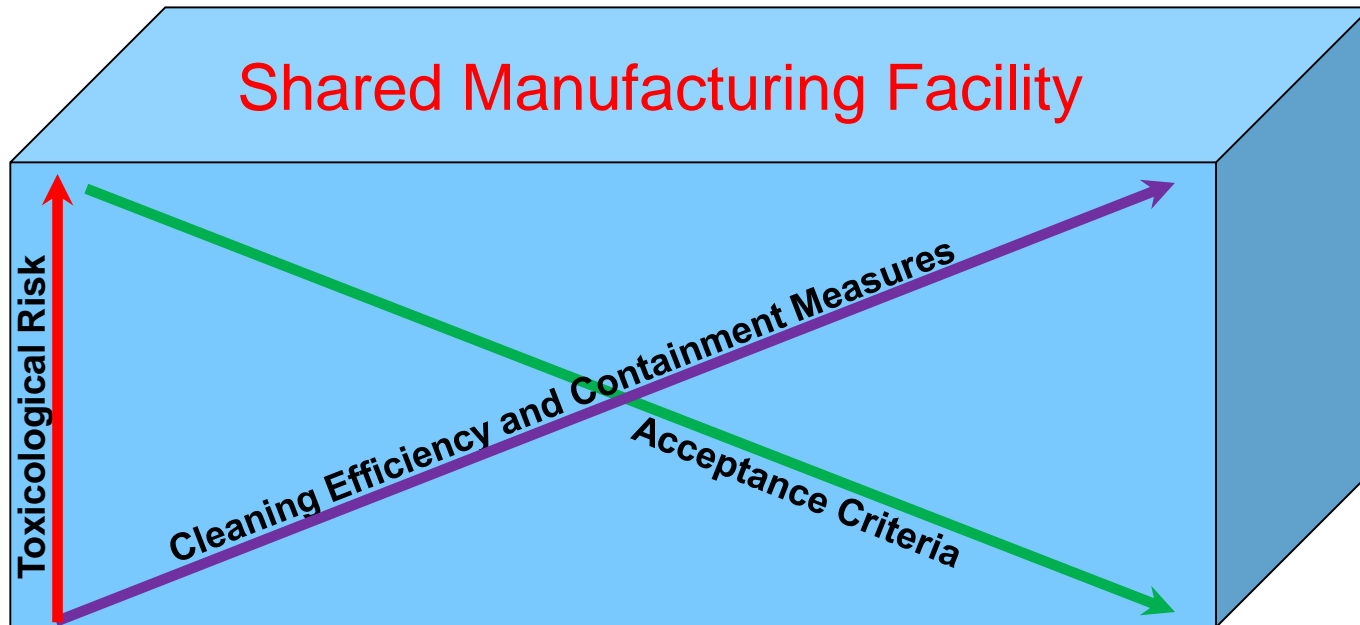 Shared Manufacturing Facility
Toxicological Risk
Cleaning Efficiency and Containment Measures
Acceptance Criteria